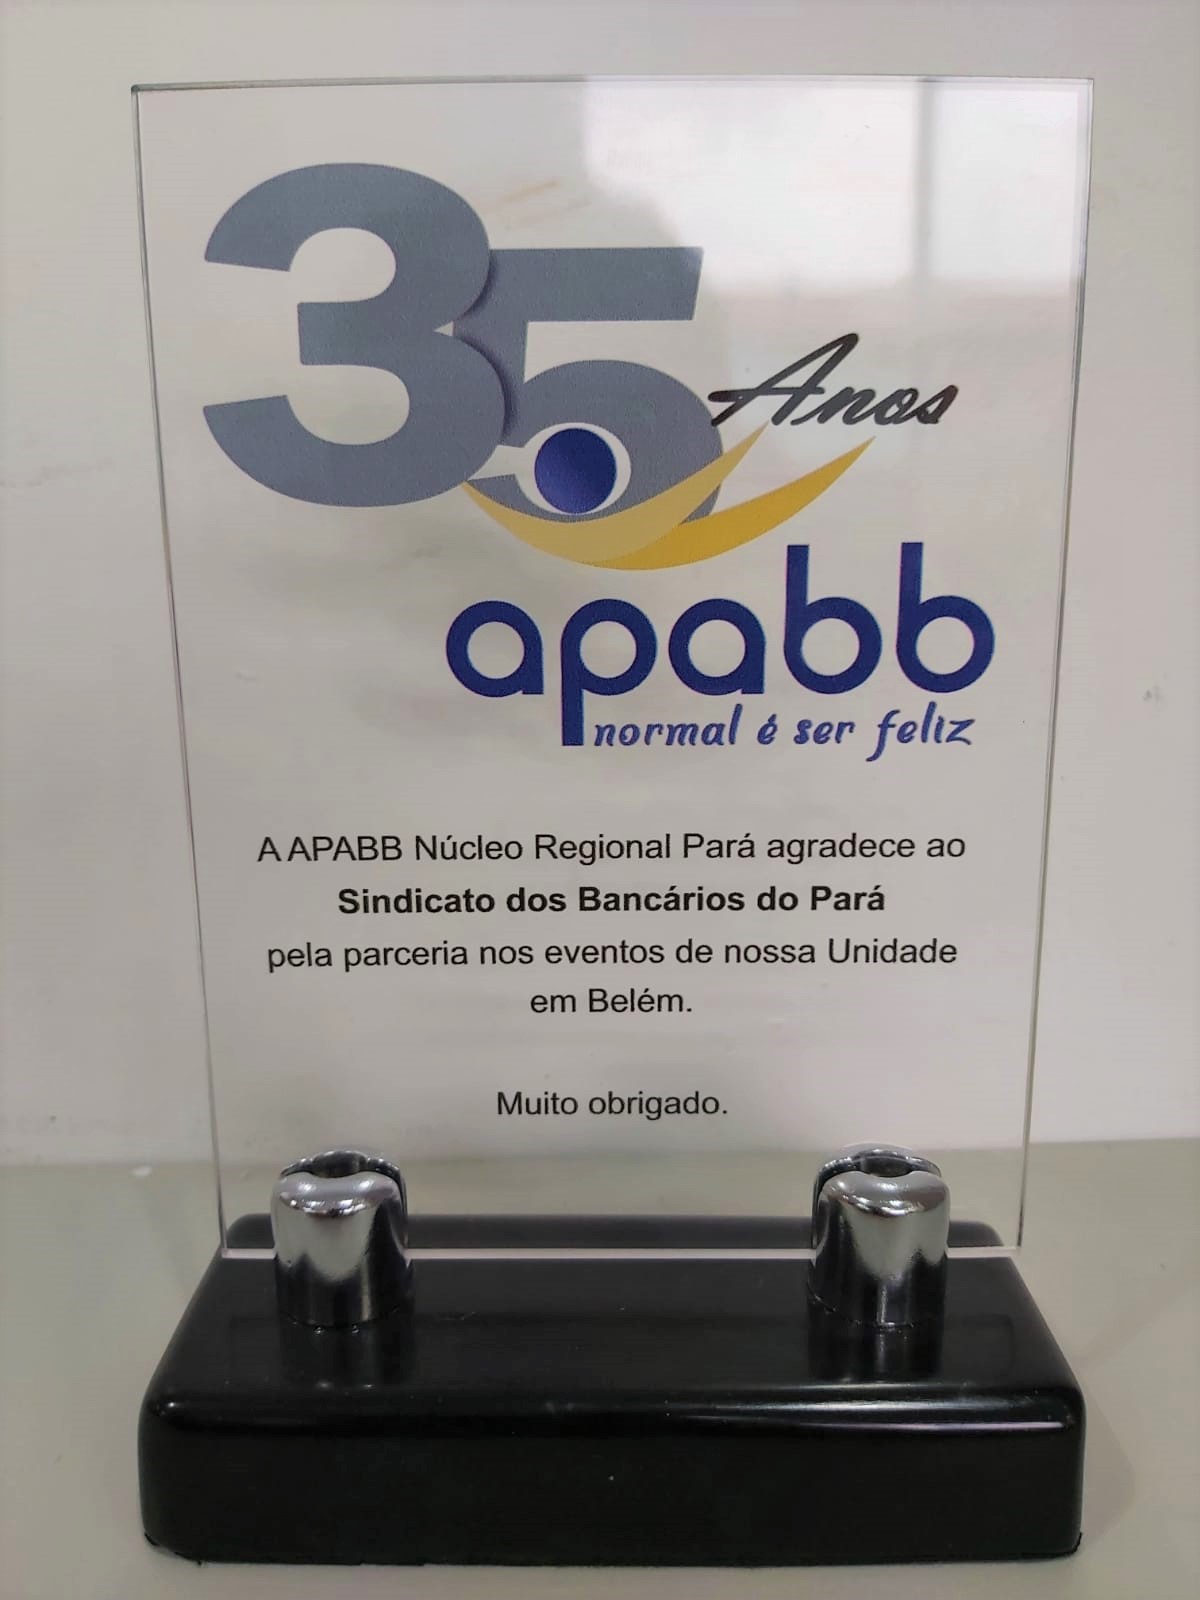 35 Anos
apabb
normal é ser feliz
A APABB Núcleo Regional Pará agradece ao
Sindicato dos Bancários do Pará
pela parceria nos eventos de nossa Unidade
em Belém.
Muito obrigado.